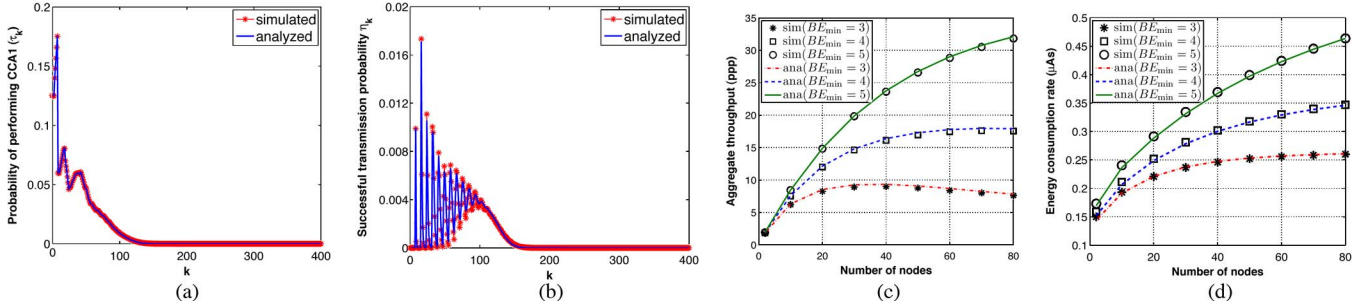 Probability of performing CCA1 (τk)
0.2
0.15
0.1
0.05
0
0
100
200
300
400
k
simulated
analyzed
(a)
Successful transmission probability ηk
0.02
0.016
0.012
0.008
0.004
0
0
100
200
300
400
k
simulated
analyzed
(b)
Aggregate throughput (ppp)
35
30
25
20
15
10
5
0
0
20
40
60
80
Number of nodes
sim(BEmin = 3)
sim(BEmin = 4)
sim(BEmin = 5)
ana(BEmin = 3)
ana(BEmin = 4)
ana(BEmin = 5)
(c)
Energy consumption rate (μAs)
0.45
0.4
0.35
0.25
0.15
0.1
0
20
40
60
80
Number of nodes
sim(BEmin = 3)
sim(BEmin = 4)
sim(BEmin = 5)
ana(BEmin = 3)
ana(BEmin = 4)
ana(BEmin = 5)
(d)